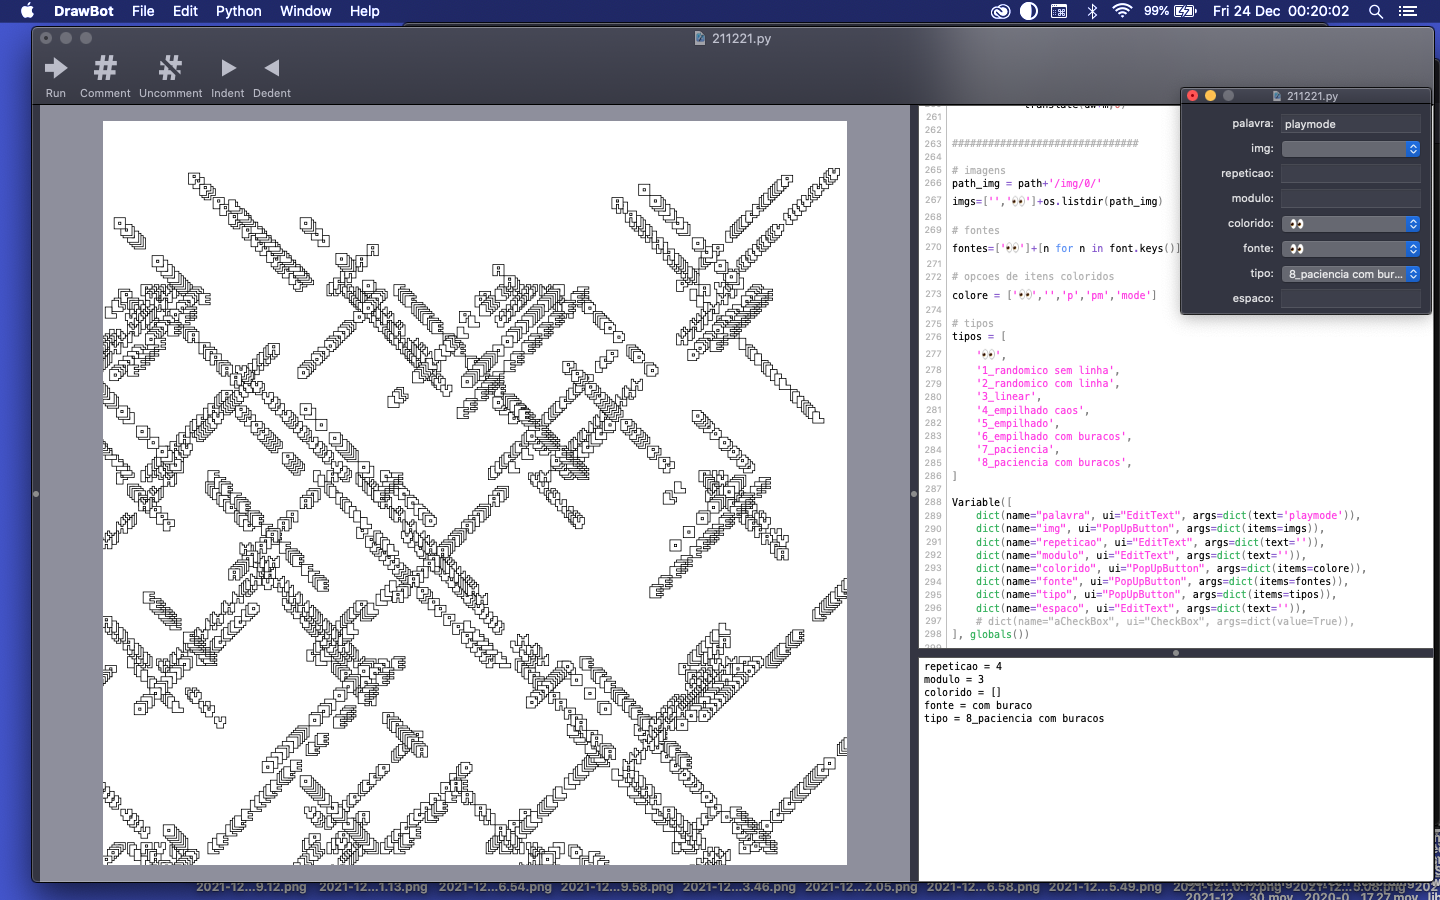 DrawBot File Edit Python Window Help
99% Fri 24 Dec 00:20:02
211221.py
Run Comment Uncomment Indent Dedent
211221.py
palavra: playmode
img:
repeticao:
modulo:
colorido: 👀
fonte: 👀
tipo: 8_paciencia com bur...
espaco:
261
262
263 ###############################
264
265 # imagens
266 path_img = path+'/img/0/'
267 imgs=['','👀']+os.listdir(path_img)
268
269 # fontes
270 fontes=['👀']+[n for n in font.keys()]
271
272 # opcoes de itens coloridos
273 colore = ['👀','','p','pm','mode']
274
275 # tipos
276 tipos = [
277 '👀',
278 '1_randomico sem linha',
279 '2_randomico com linha',
280 '3_linear',
281 '4_empilhado caos',
282 '5_empilhado',
283 '6_empilhado com buracos',
284 '7_paciencia',
285 '8_paciencia com buracos',
286 ]
287
288 Variable([
289 dict(name="palavra", ui="EditText", args=dict(text='playmode')),
290 dict(name="img", ui="PopUpButton", args=dict(items=imgs)),
291 dict(name="repeticao", ui="EditText", args=dict(text='')),
292 dict(name="modulo", ui="EditText", args=dict(text='')),
293 dict(name="colorido", ui="PopUpButton", args=dict(items=colore)),
294 dict(name="fonte", ui="PopUpButton", args=dict(items=fontes)),
295 dict(name="tipo", ui="PopUpButton", args=dict(items=tipos)),
296 dict(name="espaco", ui="EditText", args=dict(text='')),
297 # dict(name="aCheckBox", ui="CheckBox", args=dict(value=True)),
298 ], globals())
repeticao = 4
modulo = 3
colorido = []
fonte = com buraco
tipo = 8_paciencia com buracos
2021-12...9.12.png 2021-12...1.13.png 2021-12...6.54.png 2021-12...9.58.png 2021-12...3.46.png 2021-12...2.05.png 2021-12...6.58.png 2021-12...5.49.png